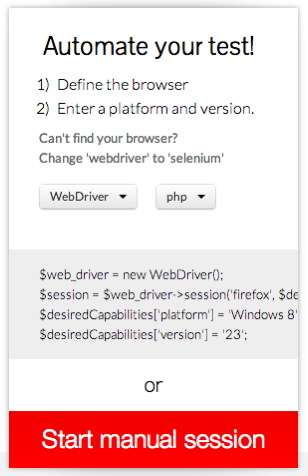 Automate your test!
1) Define the browser
2) Enter a platform and version.
Can't find your browser?
Change 'webdriver' to 'selenium'
WebDriver php
$web_driver = new WebDriver();
$session = $web_driver->session('firefox', $de
$desiredCapabilities['platform'] = 'Windows 8'
$desiredCapabilities['version'] = '23';
or
Start manual session